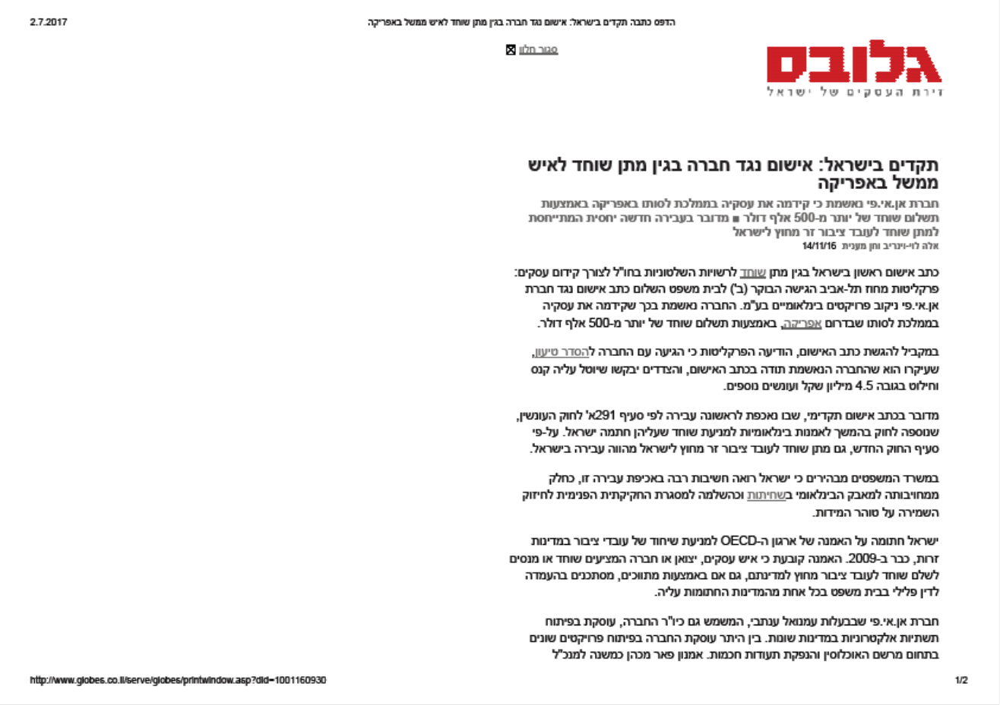 2.7.2017
הדפס כתבה תקדים בישראל: אישום נגד חברה בגין מתן שוחד לאיש ממשל באפריקה
סגור חלון
גלובס
זירת העסקים של ישראל
תקדים בישראל: אישום נגד חברה בגין מתן שוחד לאיש
ממשל באפריקה
חברת אן.אי.פי נאשמת כי קידמה את עסקיה בממלכת לסותו באפריקה באמצעות
תשלום שוחד של יותר מ-500 אלף דולר ■ מדובר בעבירה חדשה יחסית המתייחסת
למתן שוחד לעובד ציבור זר מחוץ לישראל
אלה לוי-וינריב וחן מענית 14/11/16
כתב אישום ראשון בישראל בגין מתן שוחד לרשויות השלטוניות בחו"ל לצורך קידום עסקים:
פרקליטות מחוז תל-אביב הגישה הבוקר (ב') לבית משפט השלום כתב אישום נגד חברת
אן.אי.פי ניקוב פרויקטים בינלאומיים בע"מ. החברה נאשמת בכך שקידמה את עסקיה
בממלכת לסותו שבדרום אפריקה, באמצעות תשלום שוחד של יותר מ-500 אלף דולר.
במקביל להגשת כתב האישום, הודיעה הפרקליטות כי הגיעה עם החברה להסדר טיעון,
שעיקרו הוא שהחברה הנאשמת תודה בכתב האישום, והצדדים יבקשו שיוטל עליה קנס
וחילוט בגובה 4.5 מיליון שקל ועונשים נוספים.
מדובר בכתב אישום תקדימי, שבו נאכפת לראשונה עבירה לפי סעיף 291א' לחוק העונשין,
שנוספה לחוק בהמשך לאמנות בינלאומיות למניעת שוחד שעליהן חתמה ישראל. על-פי
סעיף החוק החדש, גם מתן שוחד לעובד ציבור זר מחוץ לישראל מהווה עבירה בישראל.
במשרד המשפטים מבהירים כי ישראל רואה חשיבות רבה באכיפת עבירה זו, כחלק
ממחויבותה למאבק הבינלאומי בשחיתות וכהשלמה למסגרת החקיקתית הפנימית לחיזוק
השמירה על טוהר המידות.
ישראל חתומה על האמנה של ארגון ה-OECD למניעת שיחוד של עובדי ציבור במדינות
זרות, כבר ב-2009. האמנה קובעת כי איש עסקים, יצואן או חברה המציעים שוחד או מנסים
לשלם שוחד לעובד ציבור מחוץ למדינתם, גם אם באמצעות מתווכים, מסתכנים בהעמדה
לדין פלילי בבית משפט בכל אחת מהמדינות החתומות עליה.
חברת אן.אי.פי שבבעלות עמנואל ענתבי, המשמש גם כיו"ר החברה, עוסקת בפיתוח
תשתיות אלקטרוניות במדינות שונות. בין היתר עוסקת החברה בפיתוח פרויקטים שונים
בתחום מרשם האוכלוסין והנפקת תעודות חכמות. אמנון פאר מכהן כמשנה למנכ"ל
http://www.globes.co.il/serve/globes/printwindow.asp?did=1001160930
1/2